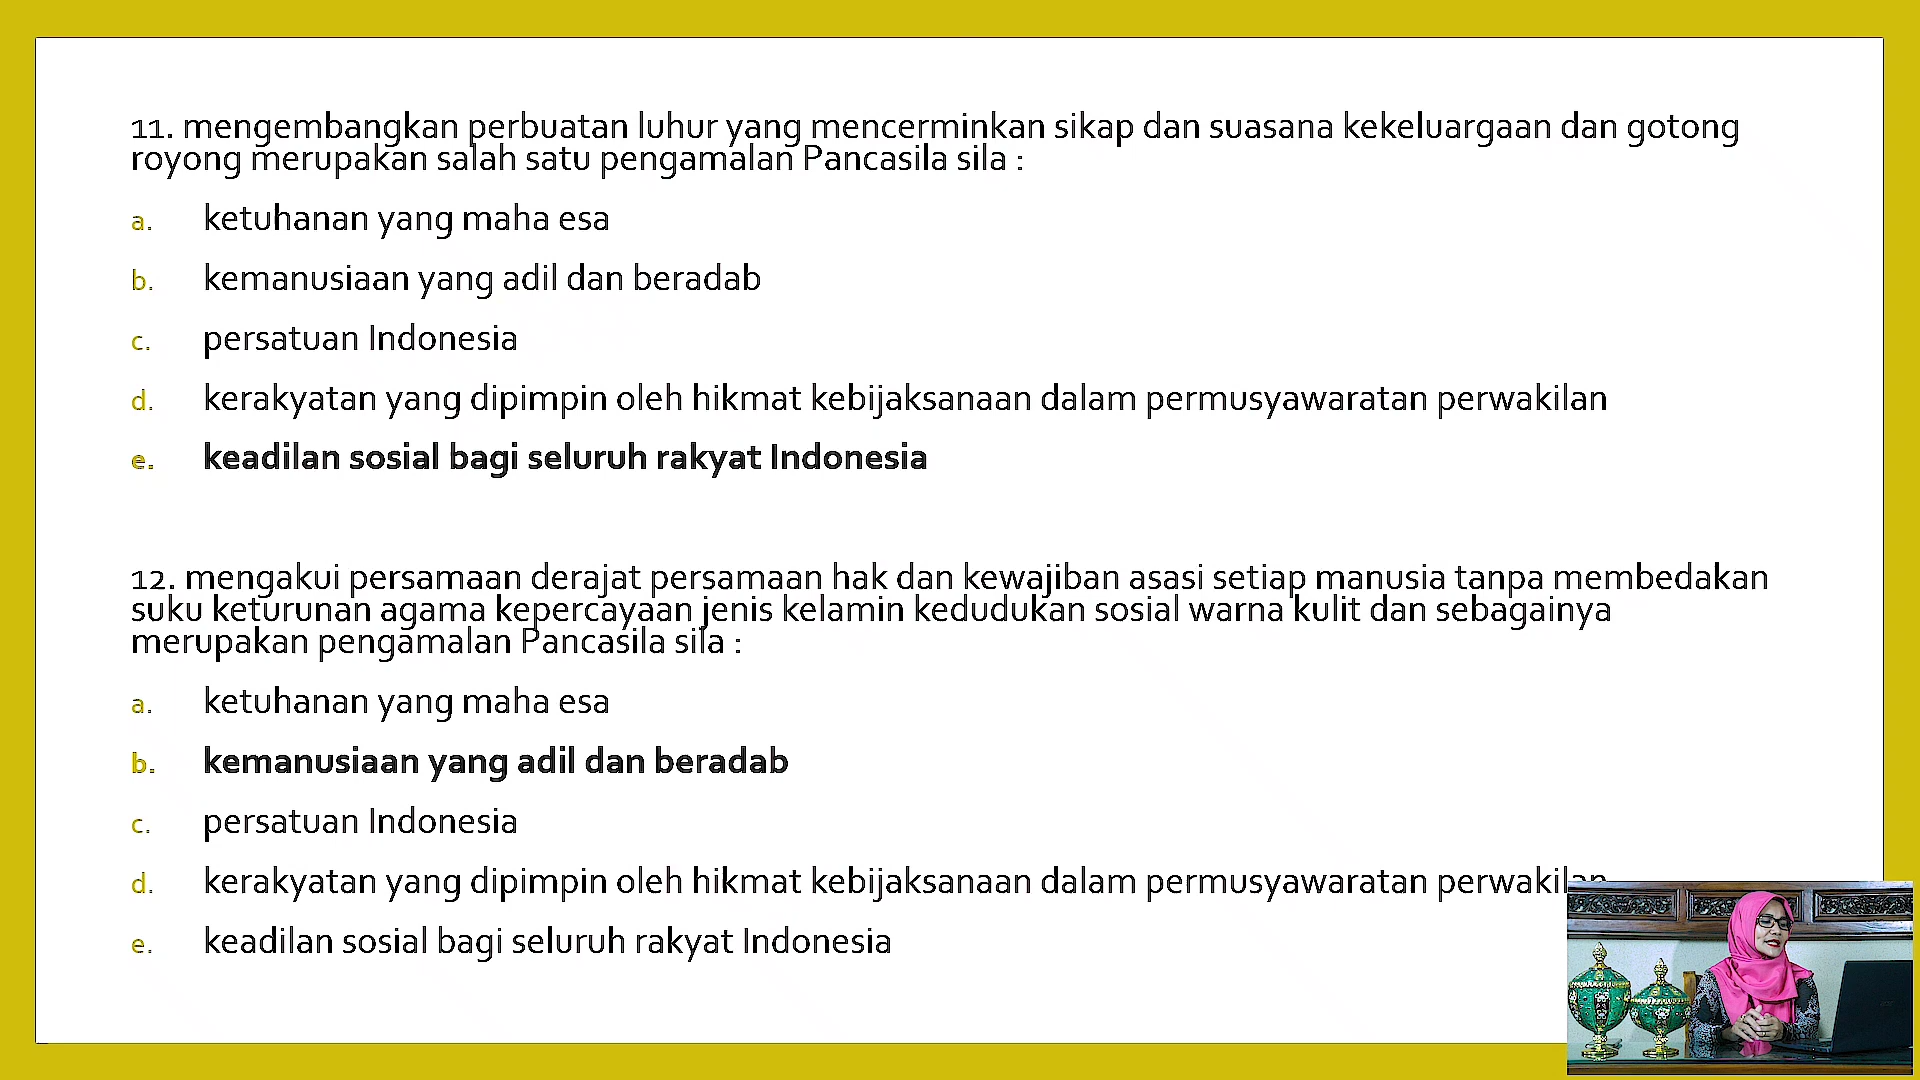 11. mengembangkan perbuatan luhur yang mencerminkan sikap dan suasana kekeluargaan dan gotong
royong merupakan salah satu pengamalan Pancasila sila :
a. ketuhanan yang maha esa
b. kemanusiaan yang adil dan beradab
c. persatuan Indonesia
d. kerakyatan yang dipimpin oleh hikmat kebijaksanaan dalam permusyawaratan perwakilan
e. keadilan sosial bagi seluruh rakyat Indonesia
12. mengakui persamaan derajat persamaan hak dan kewajiban asasi setiap manusia tanpa membedakan
suku keturunan agama kepercayaan jenis kelamin kedudukan sosial warna kulit dan sebagainya
merupakan pengamalan Pancasila sila :
a. ketuhanan yang maha esa
b. kemanusiaan yang adil dan beradab
c. persatuan Indonesia
d. kerakyatan yang dipimpin oleh hikmat kebijaksanaan dalam permusyawaratan perwakilan
e. keadilan sosial bagi seluruh rakyat Indonesia